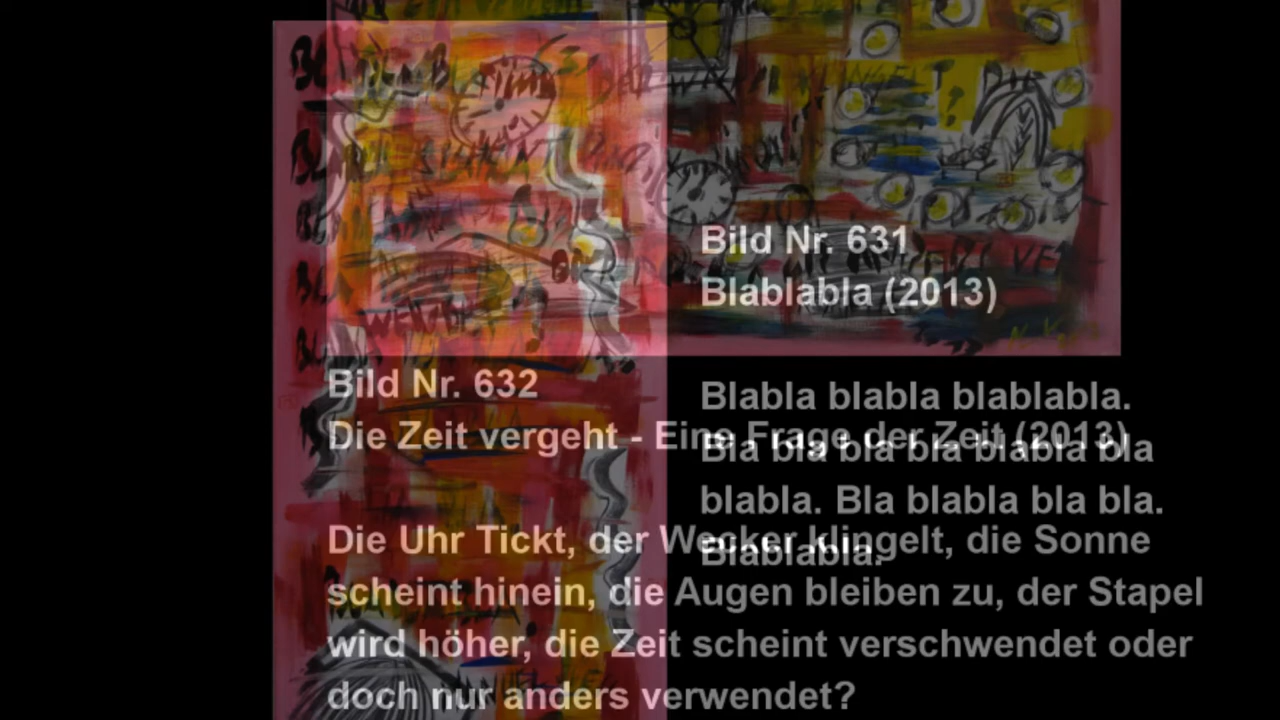 Bild Nr. 631
Blablabla (2013)
Blabla blabla blablabla.
Bla bla bla bla blabla bla
blabla. Bla blabla bla bla.
Blablabla.
Bild Nr. 632
Die Zeit vergeht - Eine Frage der Zeit (2013)
Die Uhr Tickt, der Wecker klingelt, die Sonne
scheint hinein, die Augen bleiben zu, der Stapel
wird höher, die Zeit scheint verschwendet oder
doch nur anders verwendet?